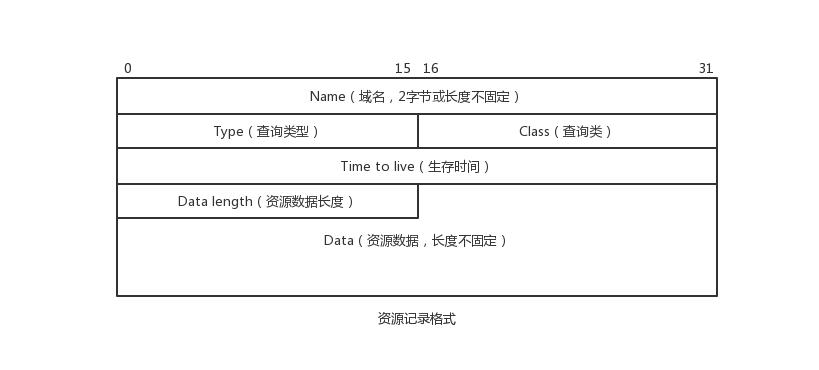 0 15 16 31
Name（域名，2字节或长度不固定）
Type（查询类型） Class（查询类）
Time to live（生存时间）
Data length（资源数据长度）
Data（资源数据，长度不固定）
资源记录格式